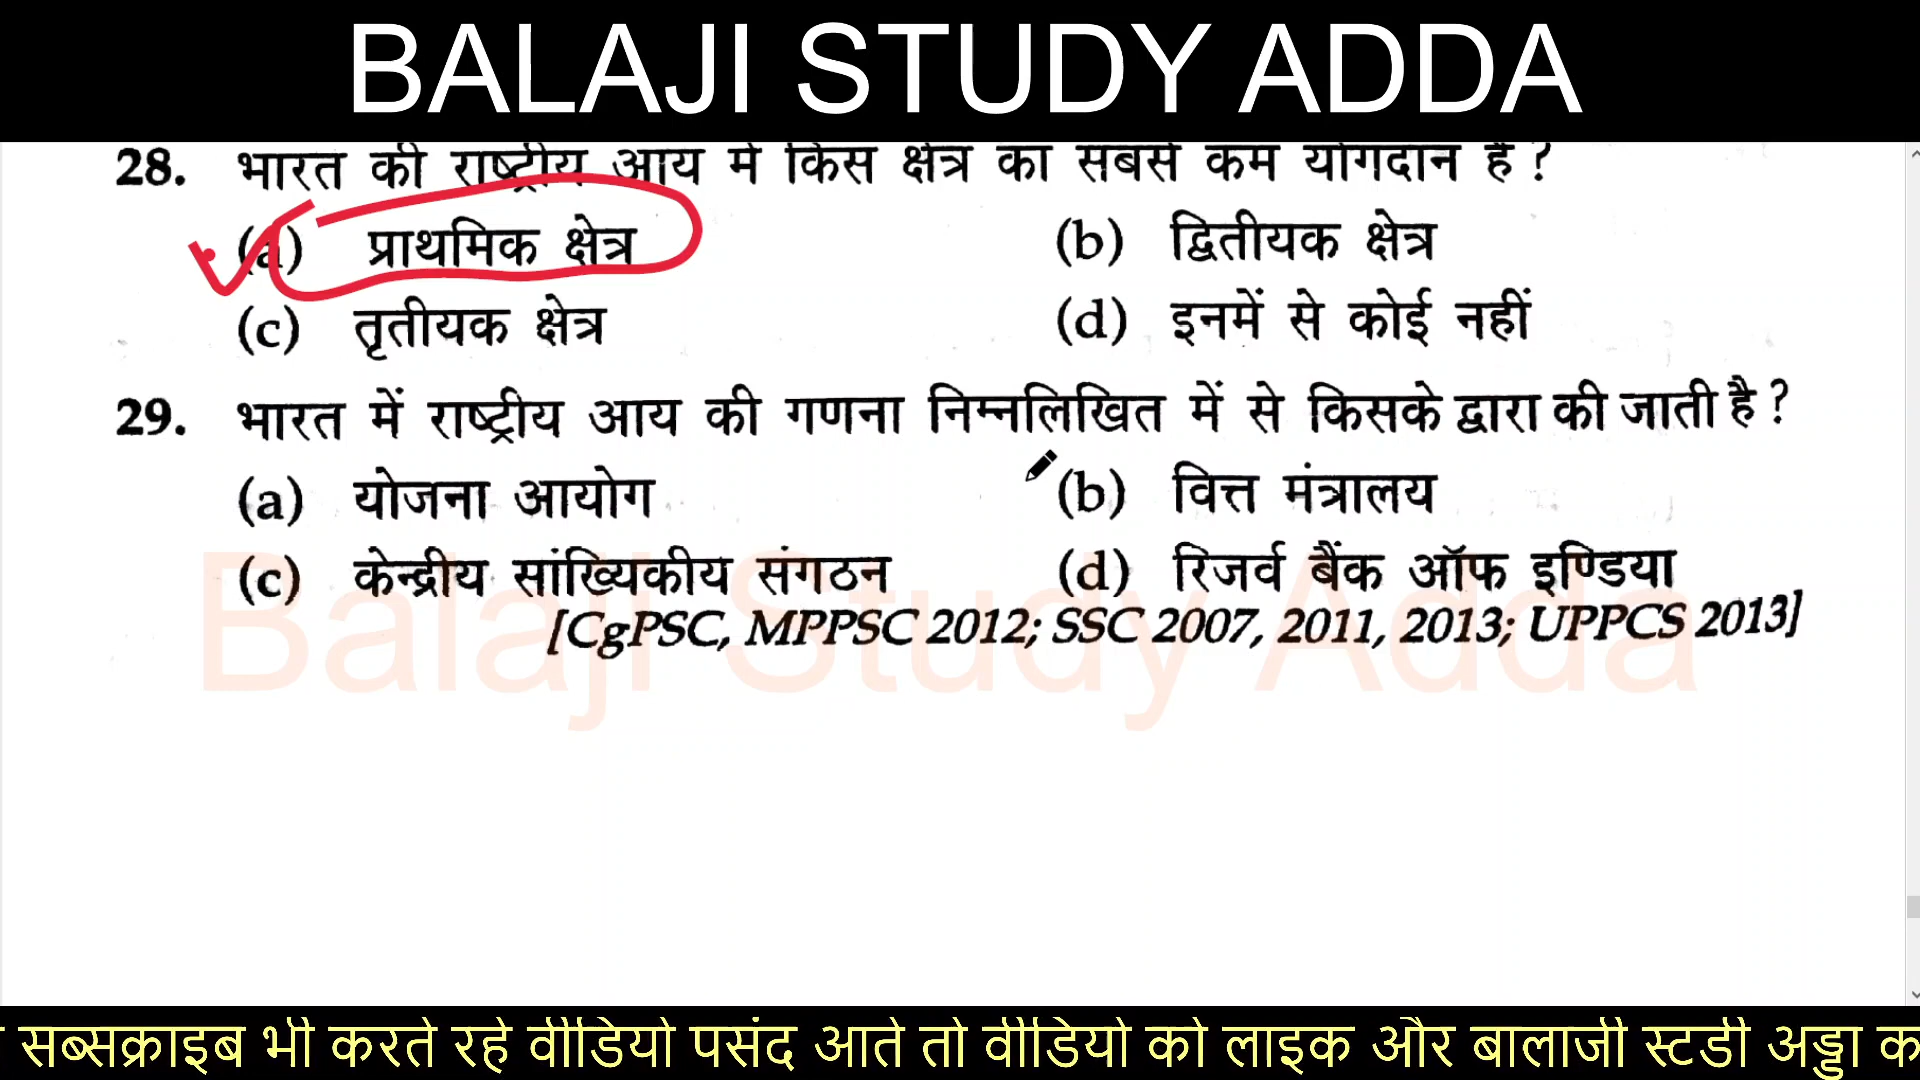 BALAJI STUDY ADDA
28. भारत की राष्ट्रीय आय में किस क्षेत्र का सबसे कम योगदान है ?
(a) प्राथमिक क्षेत्र (b) द्वितीयक क्षेत्र
(c) तृतीयक क्षेत्र (d) इनमें से कोई नहीं
29. भारत में राष्ट्रीय आय की गणना निम्नलिखित में से किसके द्वारा की जाती है ?
(a) योजना आयोग (b) वित्त मंत्रालय
(c) केन्द्रीय सांख्यिकीय संगठन (d) रिजर्व बैंक ऑफ इण्डिया
[CgPSC, MPPSC 2012; SSC 2007, 2011, 2013; UPPCS 2013]
Balaji Study Adda
सब्सक्राइब भी करते रहे वीडियो पसंद आते तो वीडियो को लाइक और बालाजी स्टडी अड्डा क